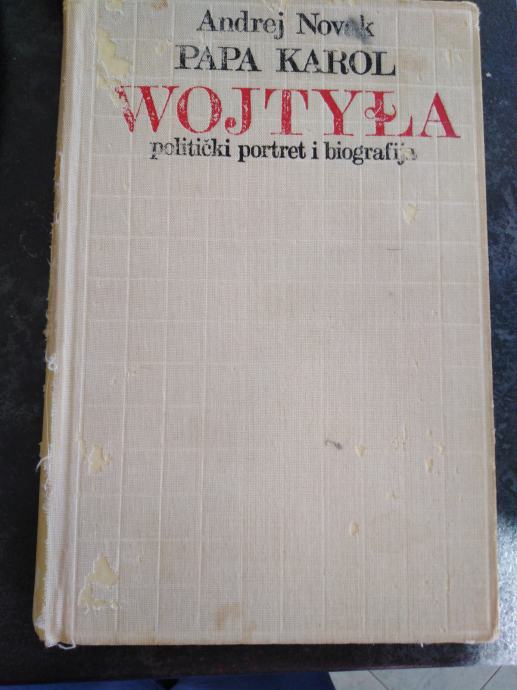 Andrej Novak
PAPA KAROL
WOJTYŁA
politički portret i biografija